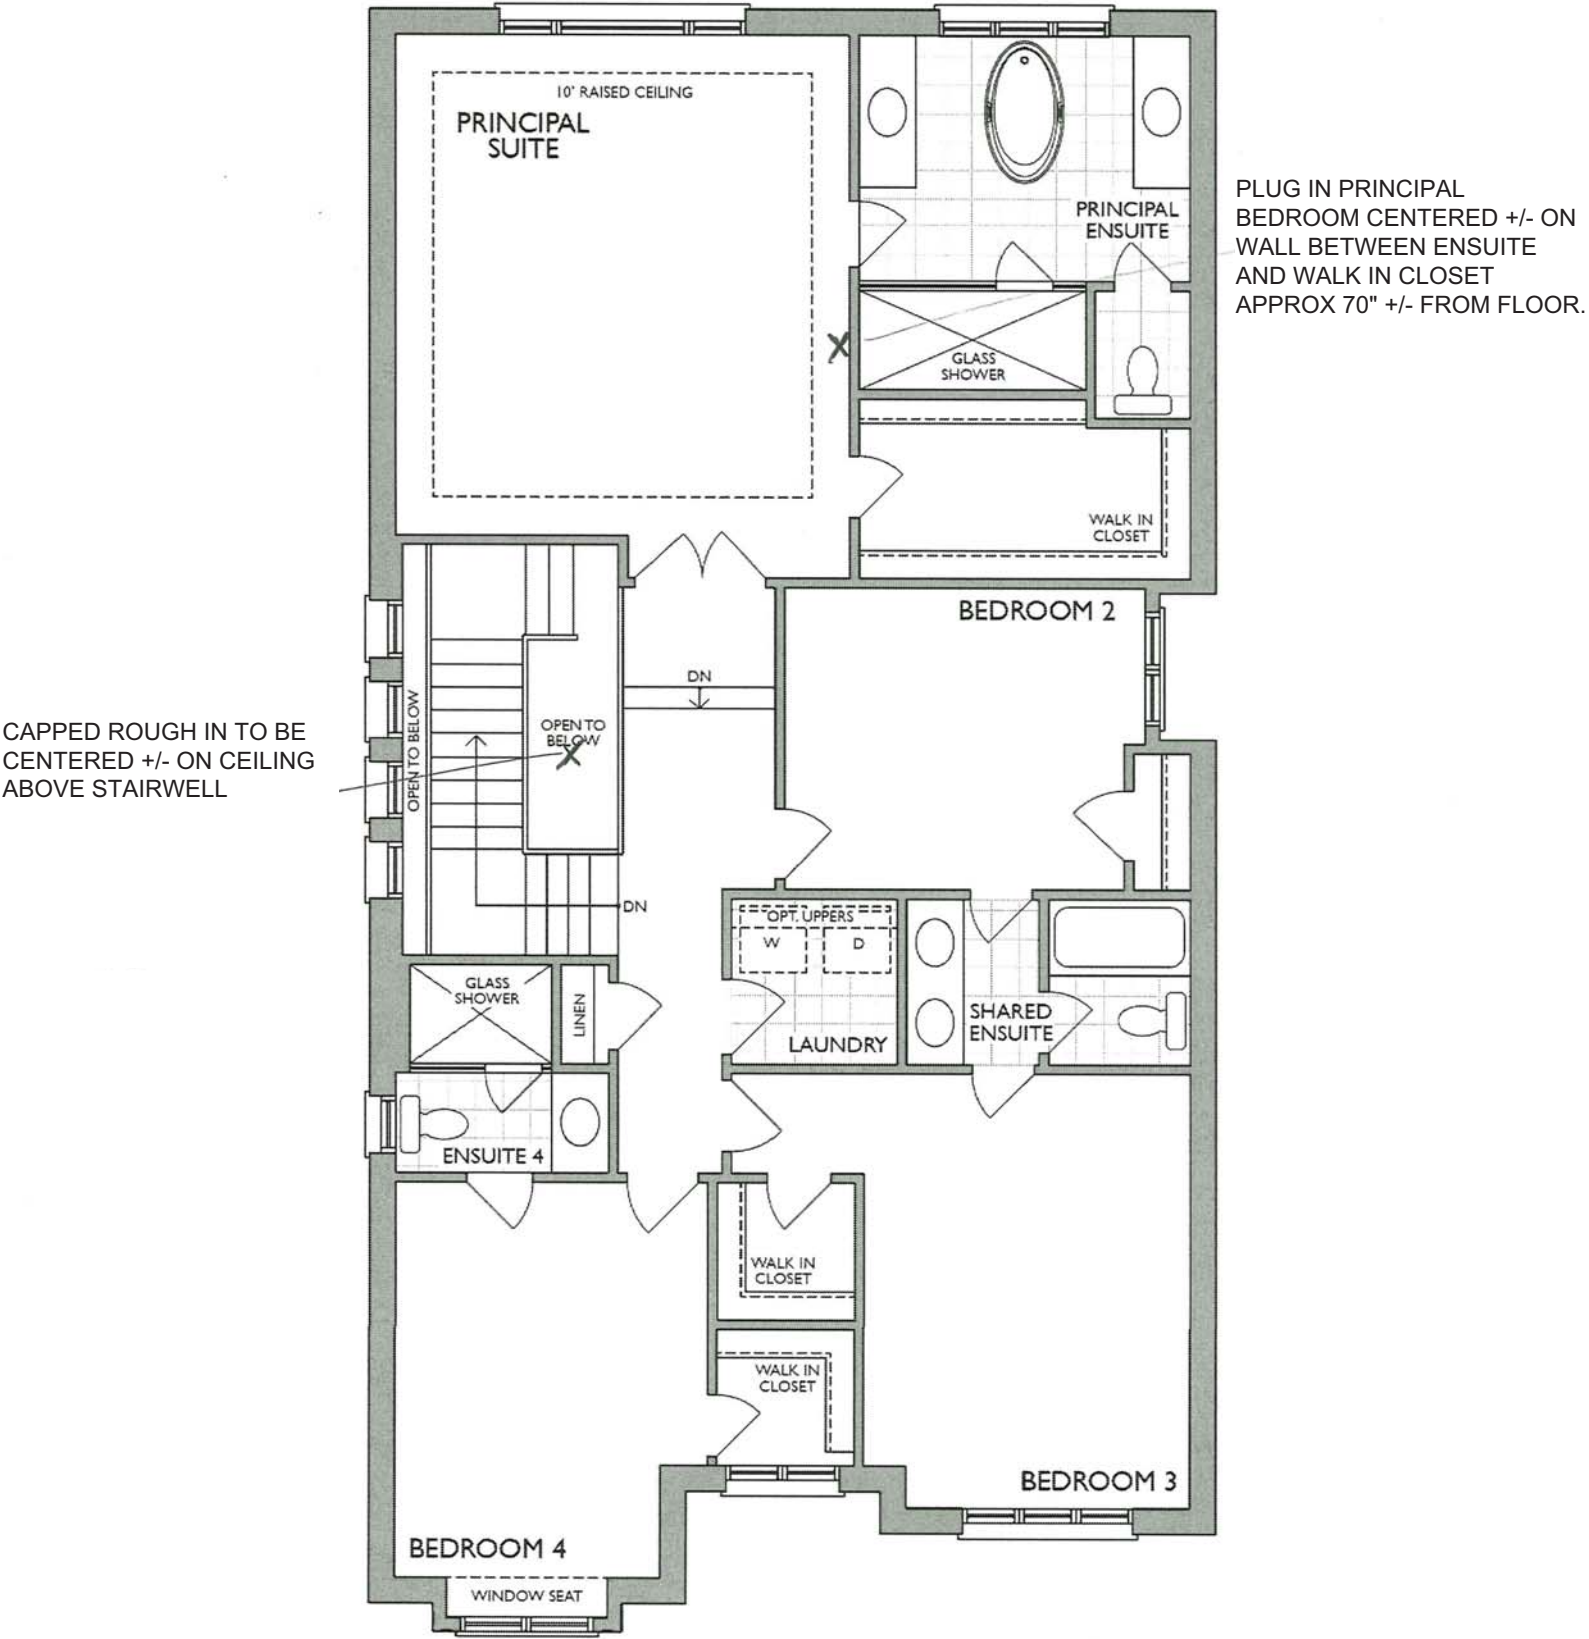 10' RAISED CEILING
PRINCIPAL
SUITE
PRINCIPAL
ENSUITE
PLUG IN PRINCIPAL
BEDROOM CENTERED +/- ON
WALL BETWEEN ENSUITE
AND WALK IN CLOSET
APPROX 70" +/- FROM FLOOR.
X
GLASS
SHOWER
WALK IN
CLOSET
BEDROOM 2
DN
OPEN TO BELOW
OPEN TO
BELOW
X
CAPPED ROUGH IN TO BE
CENTERED +/- ON CEILING
ABOVE STAIRWELL
DN
OPT. UPPERS
W
D
GLASS
SHOWER
LINEN
SHARED
ENSUITE
LAUNDRY
ENSUITE 4
WALK IN
CLOSET
WALK IN
CLOSET
BEDROOM 3
BEDROOM 4
WINDOW SEAT